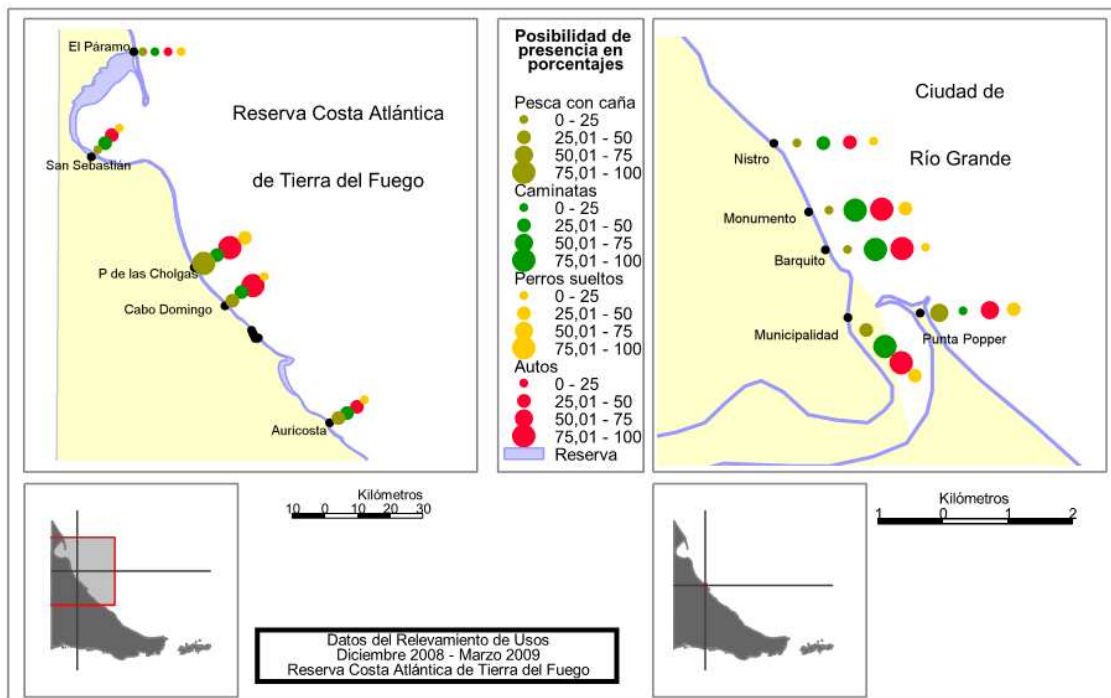 El Páramo
Reserva Costa Atlántica
de Tierra del Fuego
San Sebastián
P de las Cholgas
Cabo Domingo
Auricosta
Posibilidad de
presencia en
porcentajes
Pesca con caña
0 - 25
25,01 - 50
50,01 - 75
75,01 - 100
Caminatas
0 - 25
25,01 - 50
50,01 - 75
75,01 - 100
Perros sueltos
0 - 25
25,01 - 50
50,01 - 75
75,01 - 100
Autos
0 - 25
25,01 - 50
50,01 - 75
75,01 - 100
Reserva
Ciudad de
Río Grande
Nistro
Monumento
Barquito
Municipalidad
Punta Popper
Kilómetros
10 0 10 20 30
Kilómetros
1 0 1 2
Datos del Relevamiento de Usos
Diciembre 2008 - Marzo 2009
Reserva Costa Atlántica de Tierra del Fuego